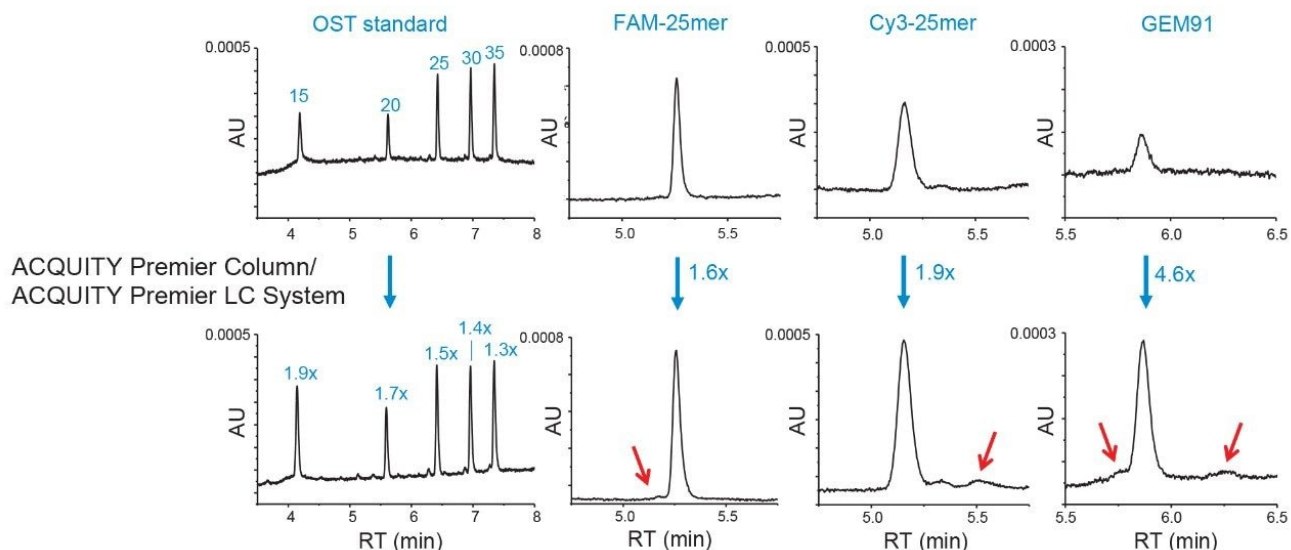 OST standard
FAM-25mer
Cy3-25mer
GEM91
0.0005
0.0008
0.0005
0.0003
15
20
25
30
35
AU
AU
AU
AU
4
5
6
7
8
5.0
5.5
5.0
5.5
5.5
6.0
6.5
ACQUITY Premier Column/
ACQUITY Premier LC System
1.6x
1.9x
4.6x
0.0005
0.0008
0.0005
0.0003
1.9x
1.7x
1.5x
1.4x
1.3x
AU
AU
AU
AU
4
5
6
7
8
5.0
5.5
5.0
5.5
5.5
6.0
6.5
RT (min)
RT (min)
RT (min)
RT (min)